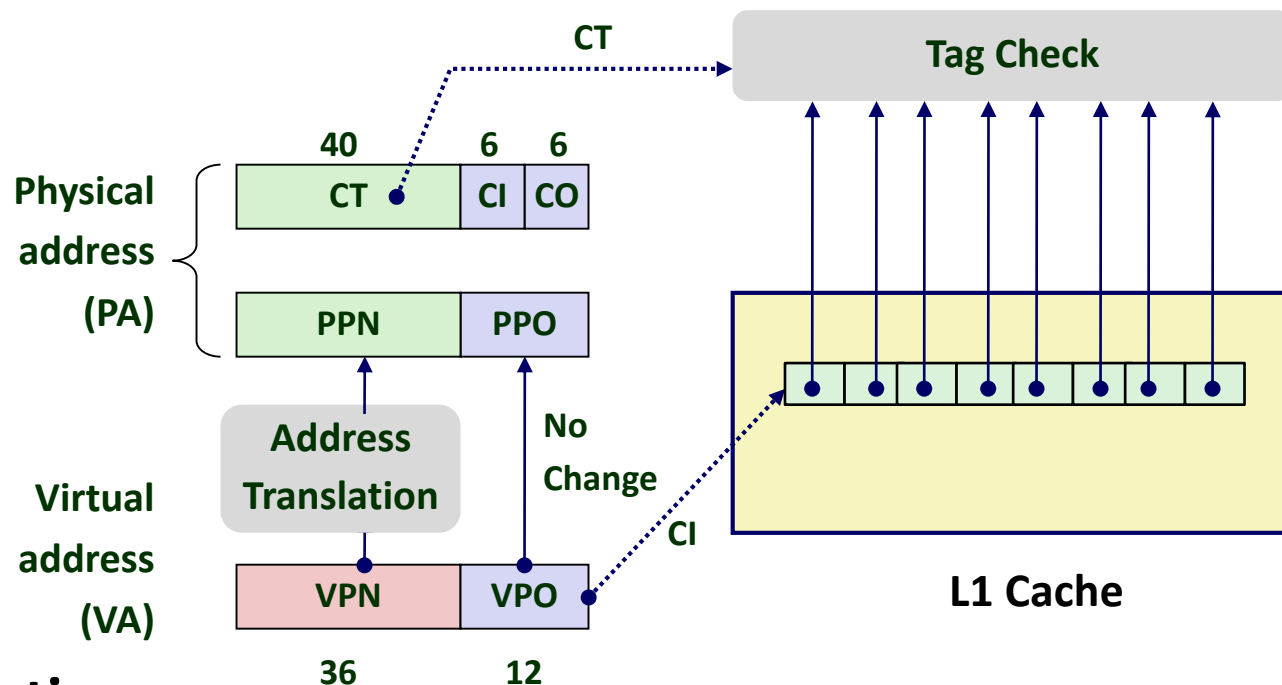 CT
Tag Check
40 6 6
Physical
address
(PA)
CT CI CO
PPN PPO
Address
Translation
No
Change
Virtual
address
(VA)
CI
VPN VPO
L1 Cache
36 12